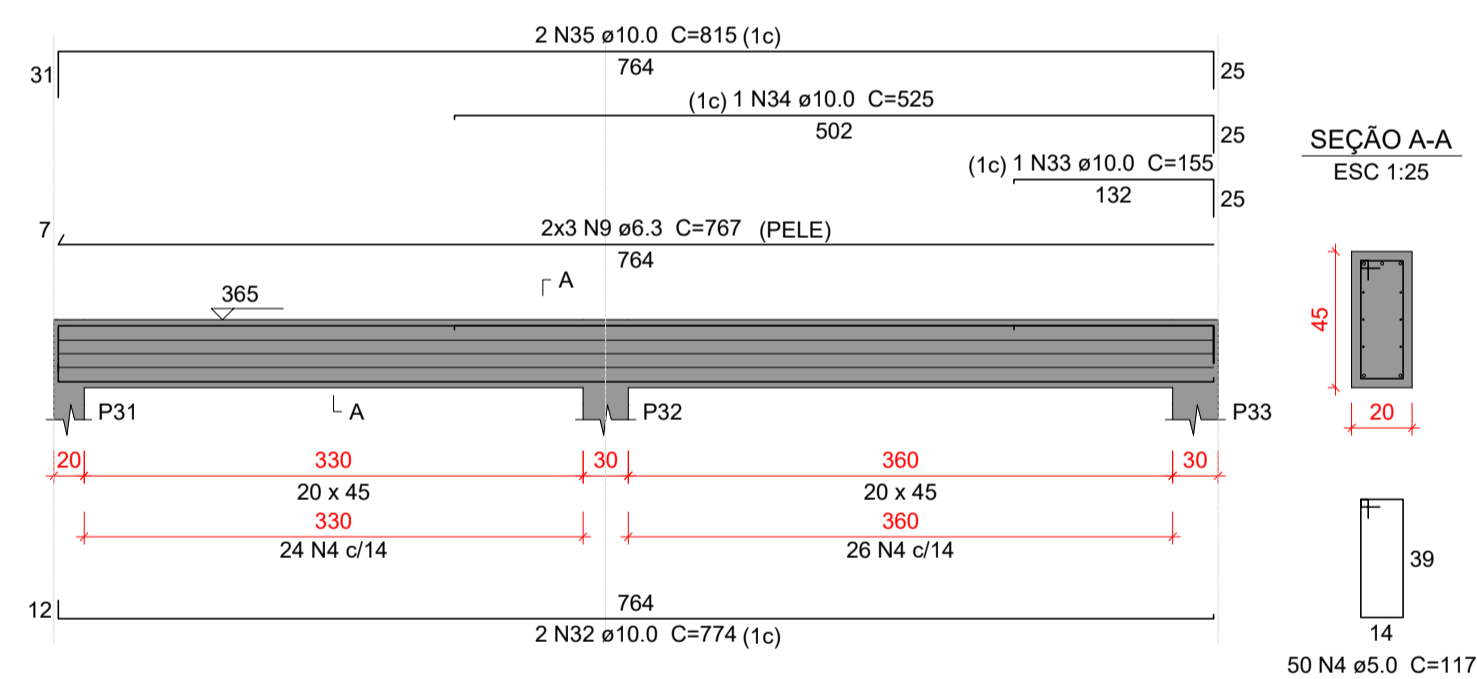 2 N35 ø10.0 C=815 (1c)
31
764
25
(1c) 1 N34 ø10.0 C=525
502
25
(1c) 1 N33 ø10.0 C=155
132
25
SEÇÃO A-A
ESC 1:25
7
2x3 N9 ø6.3 C=767 (PELE)
764
A
365
45
20
A
P31
P32
P33
20
330
30
360
30
20 x 45
20 x 45
330
360
24 N4 c/14
26 N4 c/14
39
14
50 N4 ø5.0 C=117
12
764
2 N32 ø10.0 C=774 (1c)